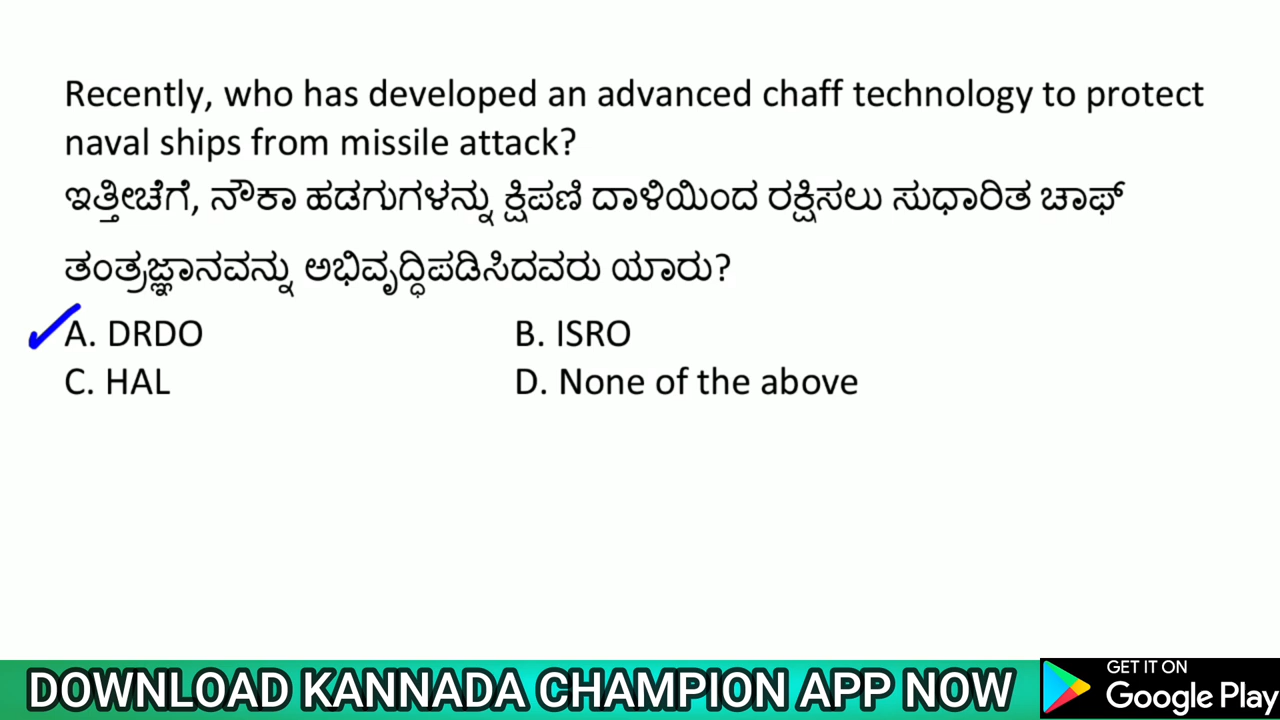 Recently, who has developed an advanced chaff technology to protect
naval ships from missile attack?
ಇತ್ತೀಚೆಗೆ, ನೌಕಾ ಹಡಗುಗಳನ್ನು ಕ್ಷಿಪಣಿ ದಾಳಿಯಿಂದ ರಕ್ಷಿಸಲು ಸುಧಾರಿತ ಚಾಫ್
ತಂತ್ರಜ್ಞಾನವನ್ನು ಅಭಿವೃದ್ಧಿಪಡಿಸಿದವರು ಯಾರು?
A. DRDO B. ISRO
C. HAL D. None of the above
DOWNLOAD KANNADA CHAMPION APP NOW
GET IT ON
Google Play